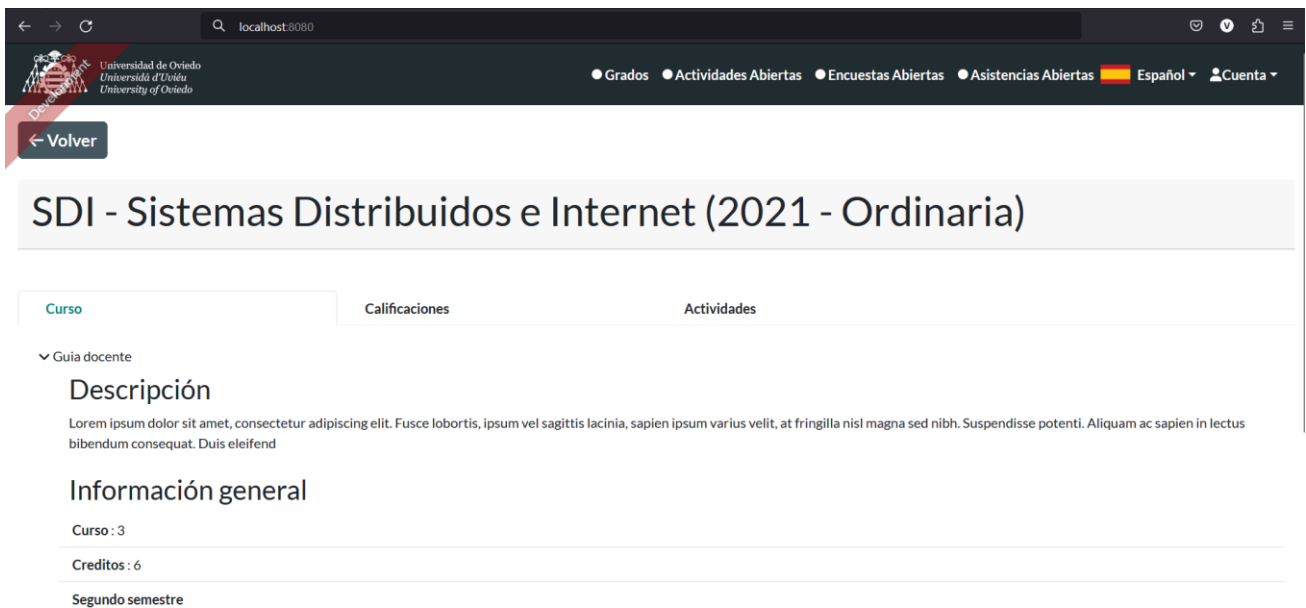 localhost:8080
Universidad de Oviedo
Universidá d'Uviéu
University of Oviedo
Development
Grados Actividades Abiertas Encuestas Abiertas Asistencias Abiertas Español Cuenta
Volver
SDI - Sistemas Distribuidos e Internet (2021 - Ordinaria)
Curso Calificaciones Actividades
Guia docente
Descripción
Lorem ipsum dolor sit amet, consectetur adipiscing elit. Fusce lobortis, ipsum vel sagittis lacinia, sapien ipsum varius velit, at fringilla nisl magna sed nibh. Suspendisse potenti. Aliquam ac sapien in lectus
bibendum consequat. Duis eleifend
Información general
Curso : 3
Creditos : 6
Segundo semestre